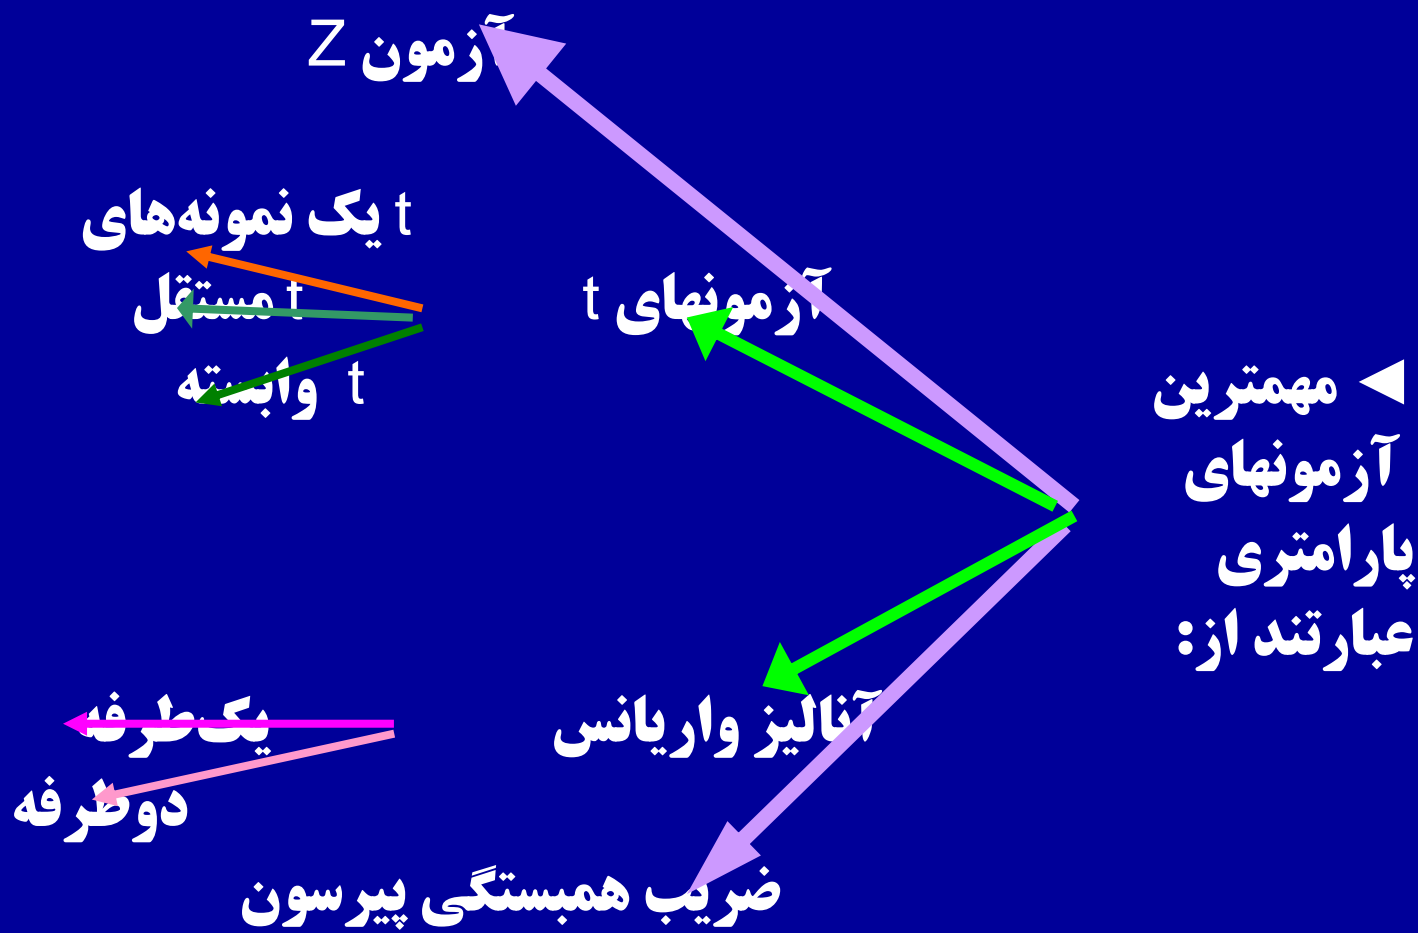 ◄ مهمترین
آزمونهای
پارامتری
عبارتند از:
آزمون Z
آزمونهای t
t یک نمونه‌های
t مستقل
t وابسته
آنالیز واریانس
یک‌طرفه
دوطرفه
ضریب همبستگی پیرسون